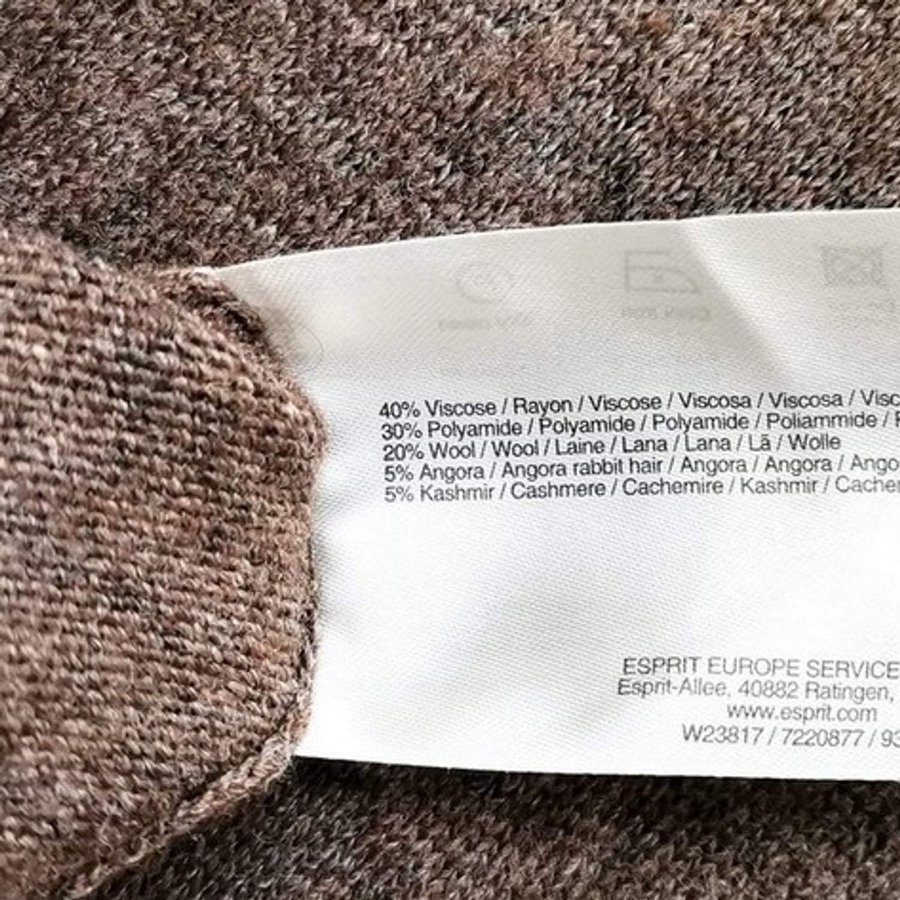 40% Viscose / Rayon / Viscose / Viscosa / Viscosa / Visc
30% Polyamide / Polyamide / Polyamide / Poliammide /
20% Wool / Wool / Laine / Lana / Lana / Lã / Wolle
5% Angora / Angora rabbit hair / Angora / Angora / Ango
5% Kashmir / Cashmere / Cachemire / Kashmir / Cache
ESPRIT EUROPE SERVICE
Esprit-Allee, 40882 Ratingen,
www.esprit.com
W23817 / 7220877 / 93